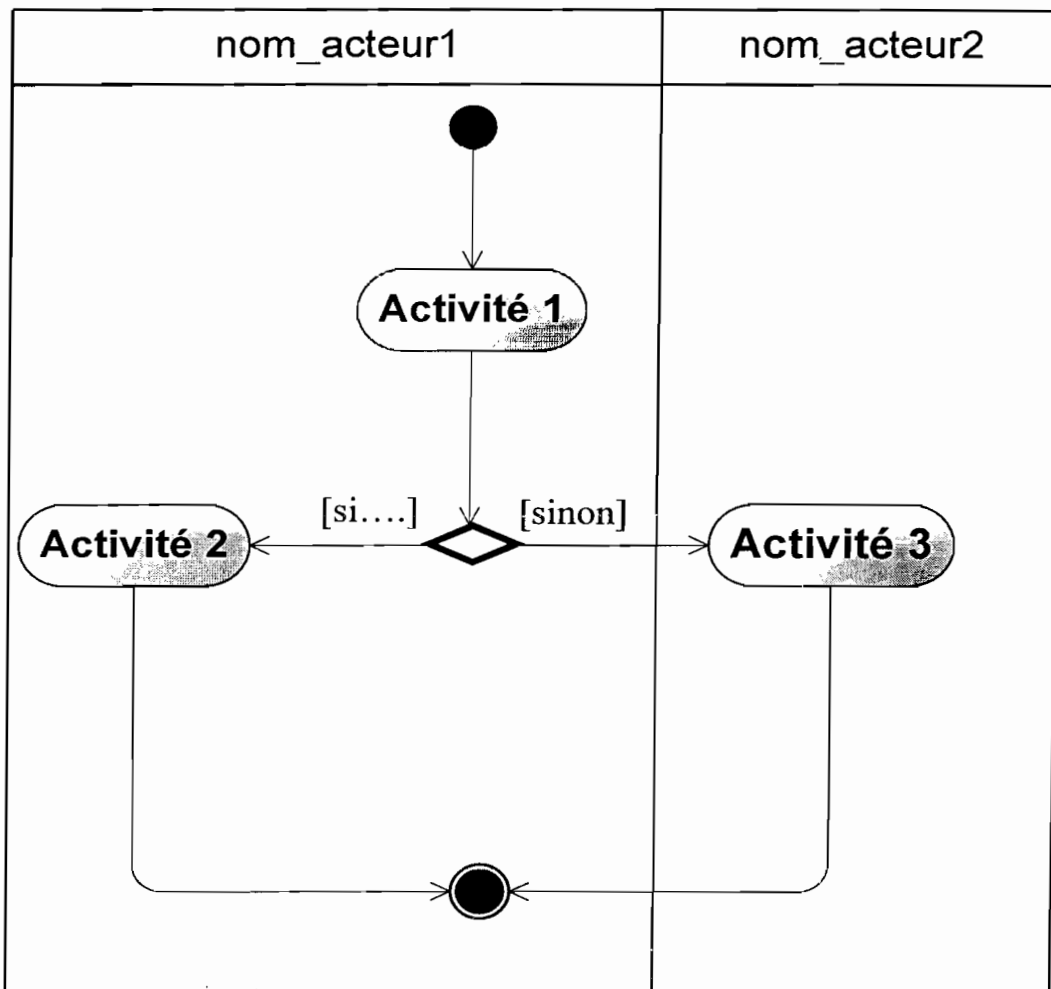 nom_acteur1
nom_acteur2
Activité 1
[si....]
[sinon]
Activité 2
Activité 3